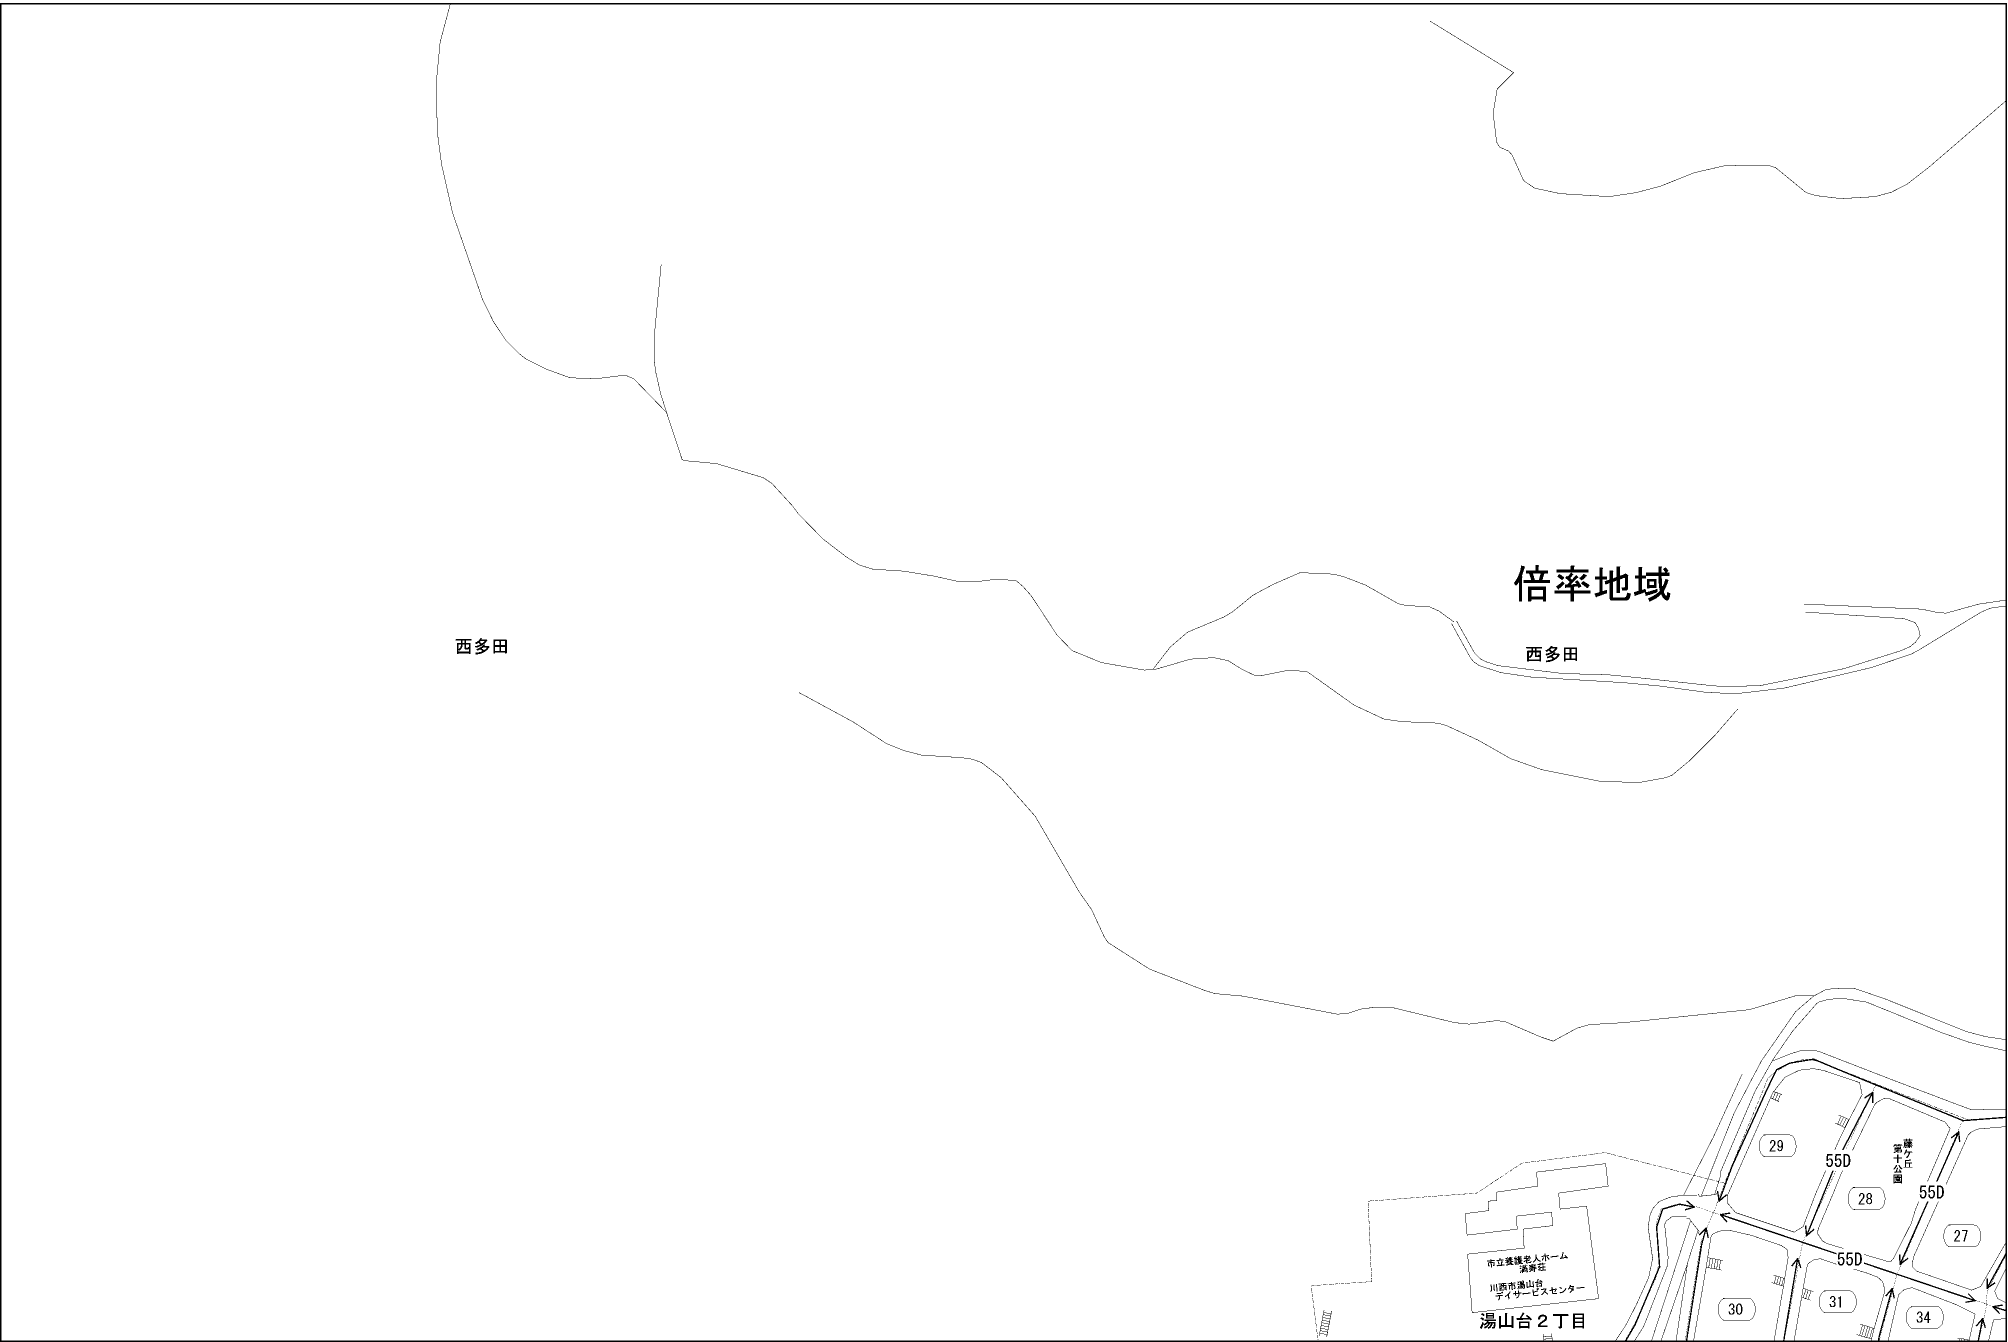 倍率地域
西多田
西多田
29
55D
藤ケ丘
第十公園
28
55D
27
55D
市立養護老人ホーム
満寿荘
川西市湯山台
デイサービスセンター
湯山台２丁目
30
31
34